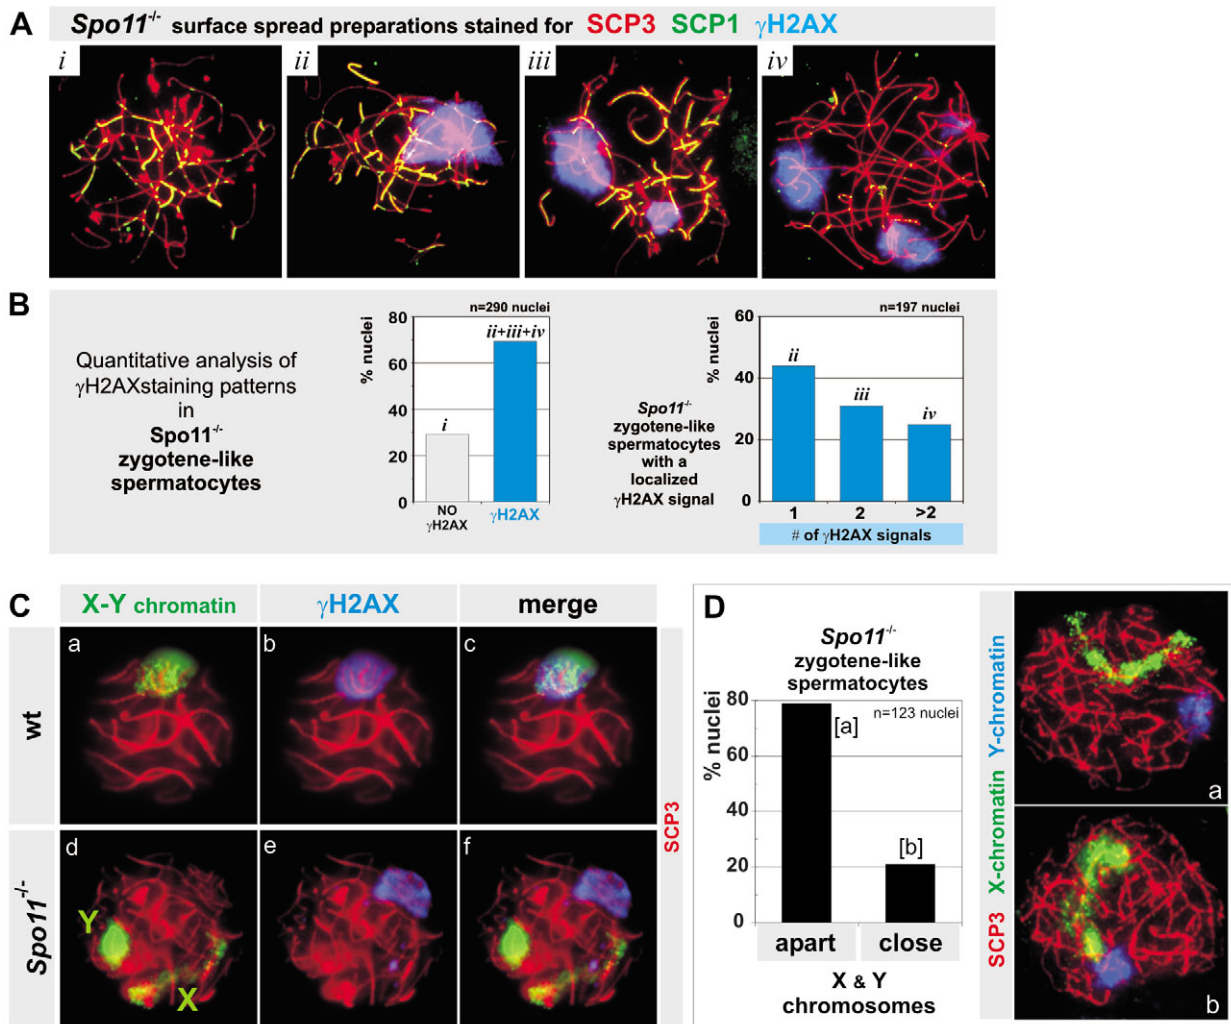 A
Spo11-/- surface spread preparations stained for SCP3 SCP1 γH2AX
i
ii
iii
iv
B
Quantitative analysis of
γH2AXstaining patterns
in
Spo11-/-
zygotene-like
spermatocytes
n=290 nuclei
% nuclei
80
60
40
20
0
i
ii+iii+iv
NO
γH2AX
γH2AX
Spo11-/-
zygotene-like
spermatocytes
with a
localized
γH2AX signal
n=197 nuclei
% nuclei
60
40
20
0
ii
iii
iv
1 2 >2
# of γH2AX signals
C
X-Y chromatin
γH2AX
merge
wt
a
b
c
Spo11-/-
d
e
f
Y
X
SCP3
D
Spo11-/-
zygotene-like
spermatocytes
n=123 nuclei
% nuclei
80
60
40
20
0
[a]
[b]
apart close
X & Y
chromosomes
SCP3 X-chromatin Y-chromatin
a
b